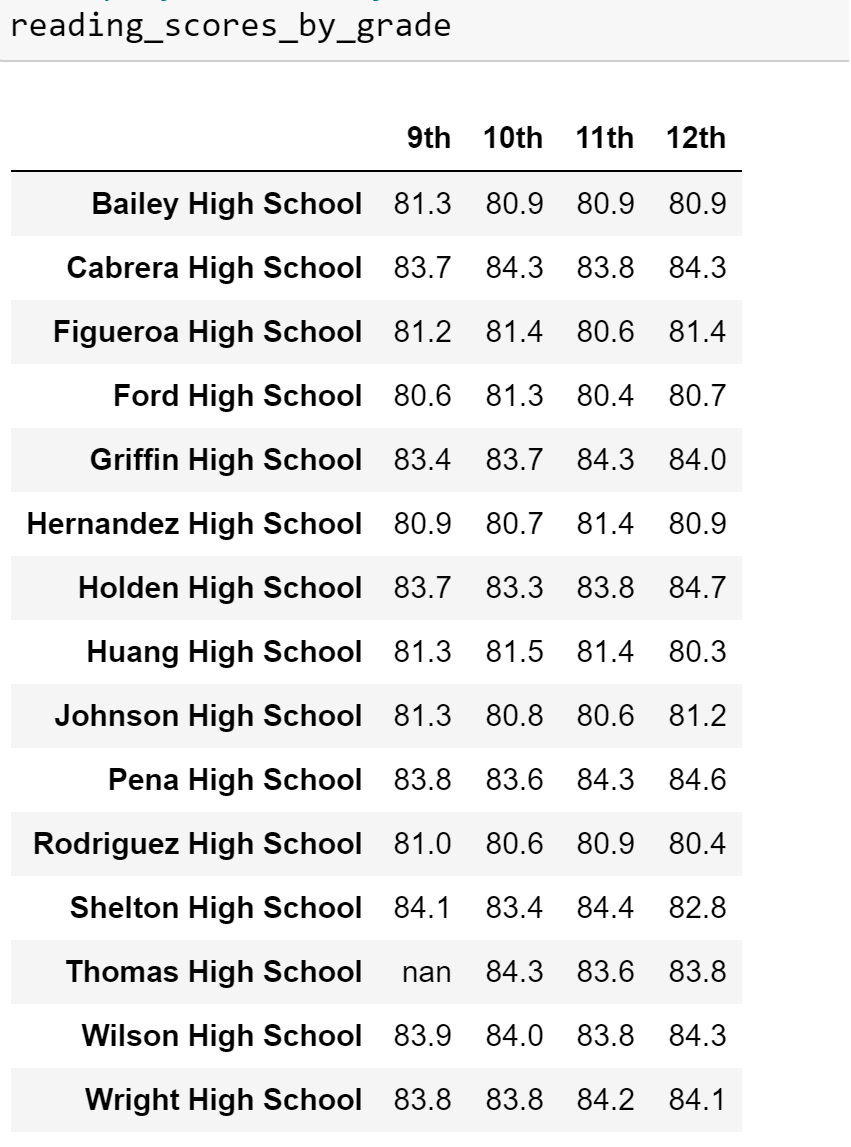 reading_scores_by_grade
9th 10th 11th 12th
Bailey High School 81.3 80.9 80.9 80.9
Cabrera High School 83.7 84.3 83.8 84.3
Figueroa High School 81.2 81.4 80.6 81.4
Ford High School 80.6 81.3 80.4 80.7
Griffin High School 83.4 83.7 84.3 84.0
Hernandez High School 80.9 80.7 81.4 80.9
Holden High School 83.7 83.3 83.8 84.7
Huang High School 81.3 81.5 81.4 80.3
Johnson High School 81.3 80.8 80.6 81.2
Pena High School 83.8 83.6 84.3 84.6
Rodriguez High School 81.0 80.6 80.9 80.4
Shelton High School 84.1 83.4 84.4 82.8
Thomas High School nan 84.3 83.6 83.8
Wilson High School 83.9 84.0 83.8 84.3
Wright High School 83.8 83.8 84.2 84.1